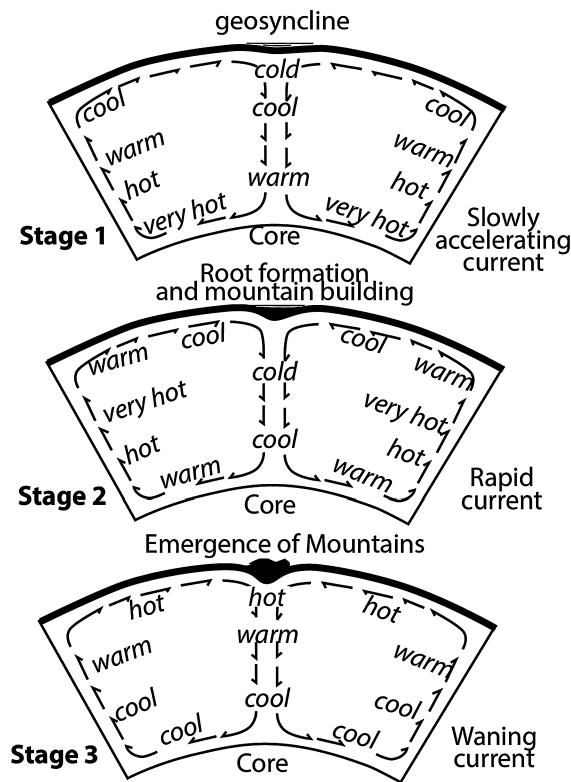 geosyncline
cold
cool
cool
cool
warm
warm
hot
hot
warm
very hot
very hot
Stage 1
Core
Slowly
accelerating
current
Root formation
and mountain building
cool
cool
warm
warm
cold
very hot
very hot
hot
cool
hot
warm
warm
Stage 2
Core
Rapid
current
Emergence of Mountains
hot
hot
hot
warm
warm
warm
cool
cool
cool
cool
cool
Stage 3
Core
Waning
current